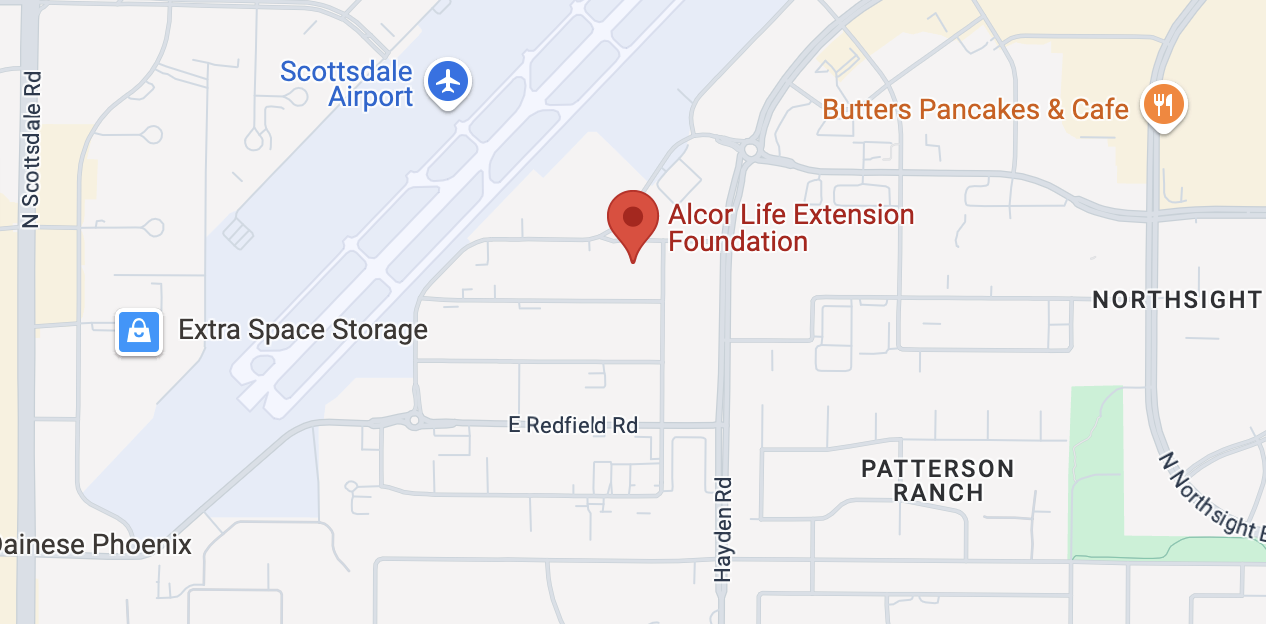 Scottsdale
Airport
N Scottsdale Rd
Butters Pancakes & Cafe
Alcor Life Extension
Foundation
NORTHSIGHT
Extra Space Storage
E Redfield Rd
PATTERSON
RANCH
Hayden Rd
N Northsight B
Dainese Phoenix